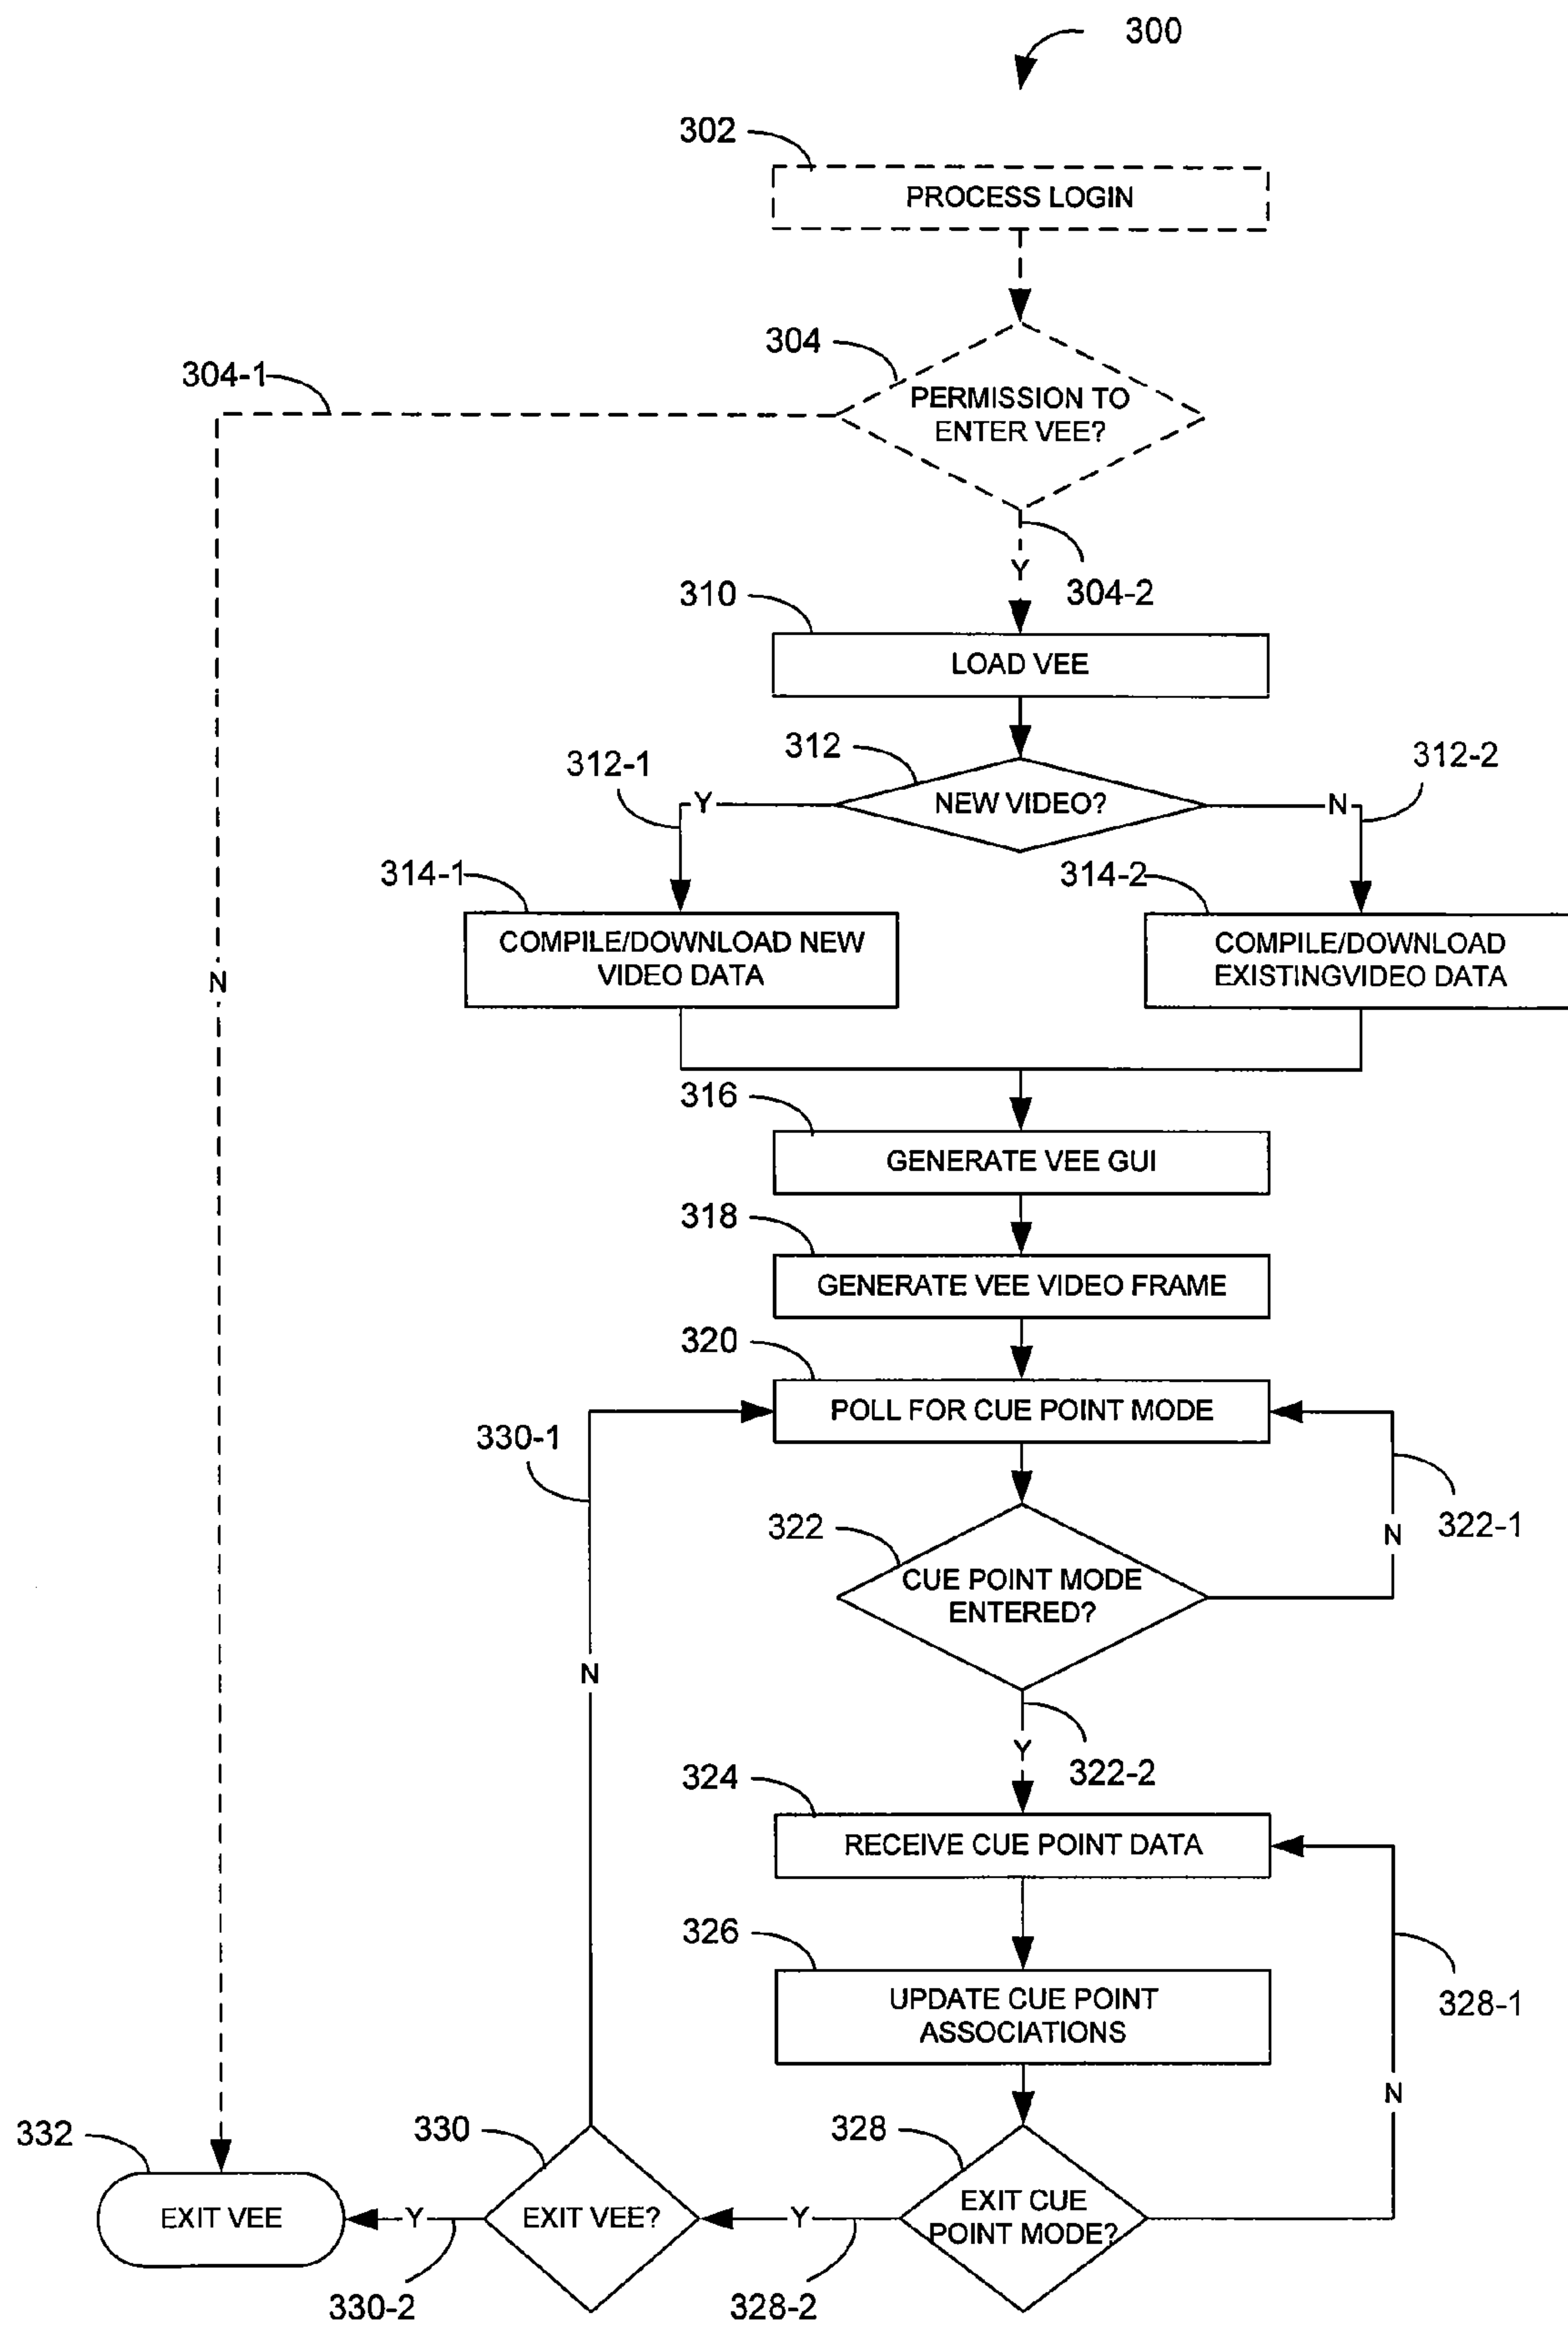 300
302
PROCESS LOGIN
304
304-1
PERMISSION TO
ENTER VEE?
Y
304-2
310
LOAD VEE
312
312-1
312-2
Y
NEW VIDEO?
N
314-1
314-2
COMPILE/DOWNLOAD NEW
VIDEO DATA
COMPILE/DOWNLOAD
EXISTINGVIDEO DATA
N
316
GENERATE VEE GUI
318
GENERATE VEE VIDEO FRAME
320
POLL FOR CUE POINT MODE
330-1
322
322-1
N
CUE POINT MODE
ENTERED?
N
Y
322-2
324
RECEIVE CUE POINT DATA
326
UPDATE CUE POINT
ASSOCIATIONS
328-1
N
332
330
328
EXIT VEE
Y
EXIT VEE?
Y
EXIT CUE
POINT MODE?
330-2
328-2